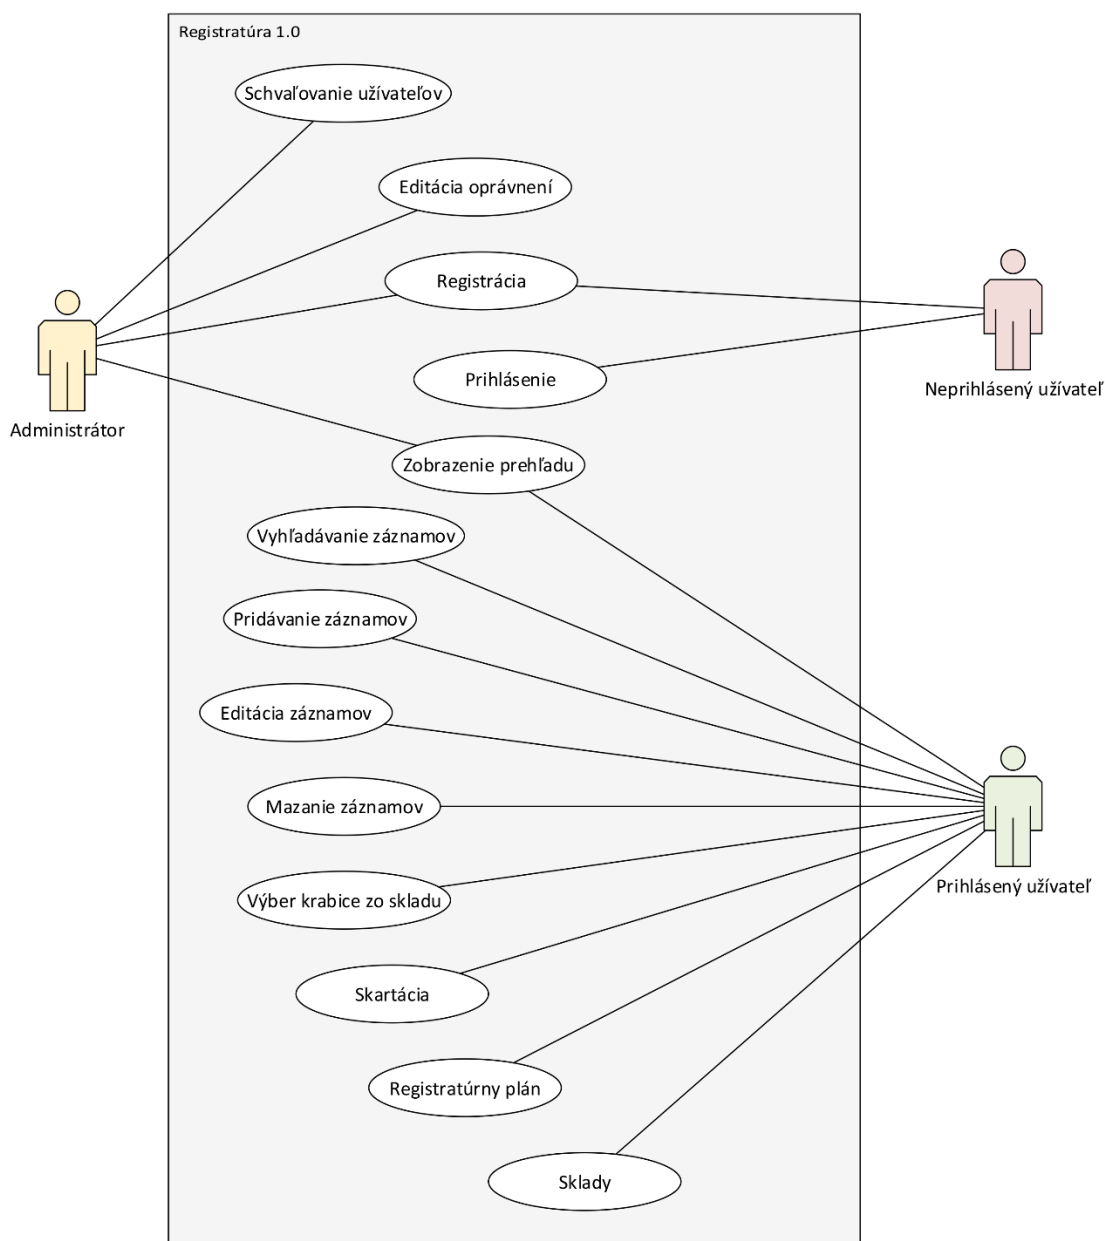 Registratúra 1.0
Schvaľovanie užívateľov
Editácia oprávnení
Registrácia
Prihlásenie
Neprihlásený užívateľ
Administrátor
Zobrazenie prehľadu
Vyhľadávanie záznamov
Pridávanie záznamov
Editácia záznamov
Mazanie záznamov
Prihlásený užívateľ
Výber krabice zo skladu
Skartácia
Registratúrny plán
Sklady